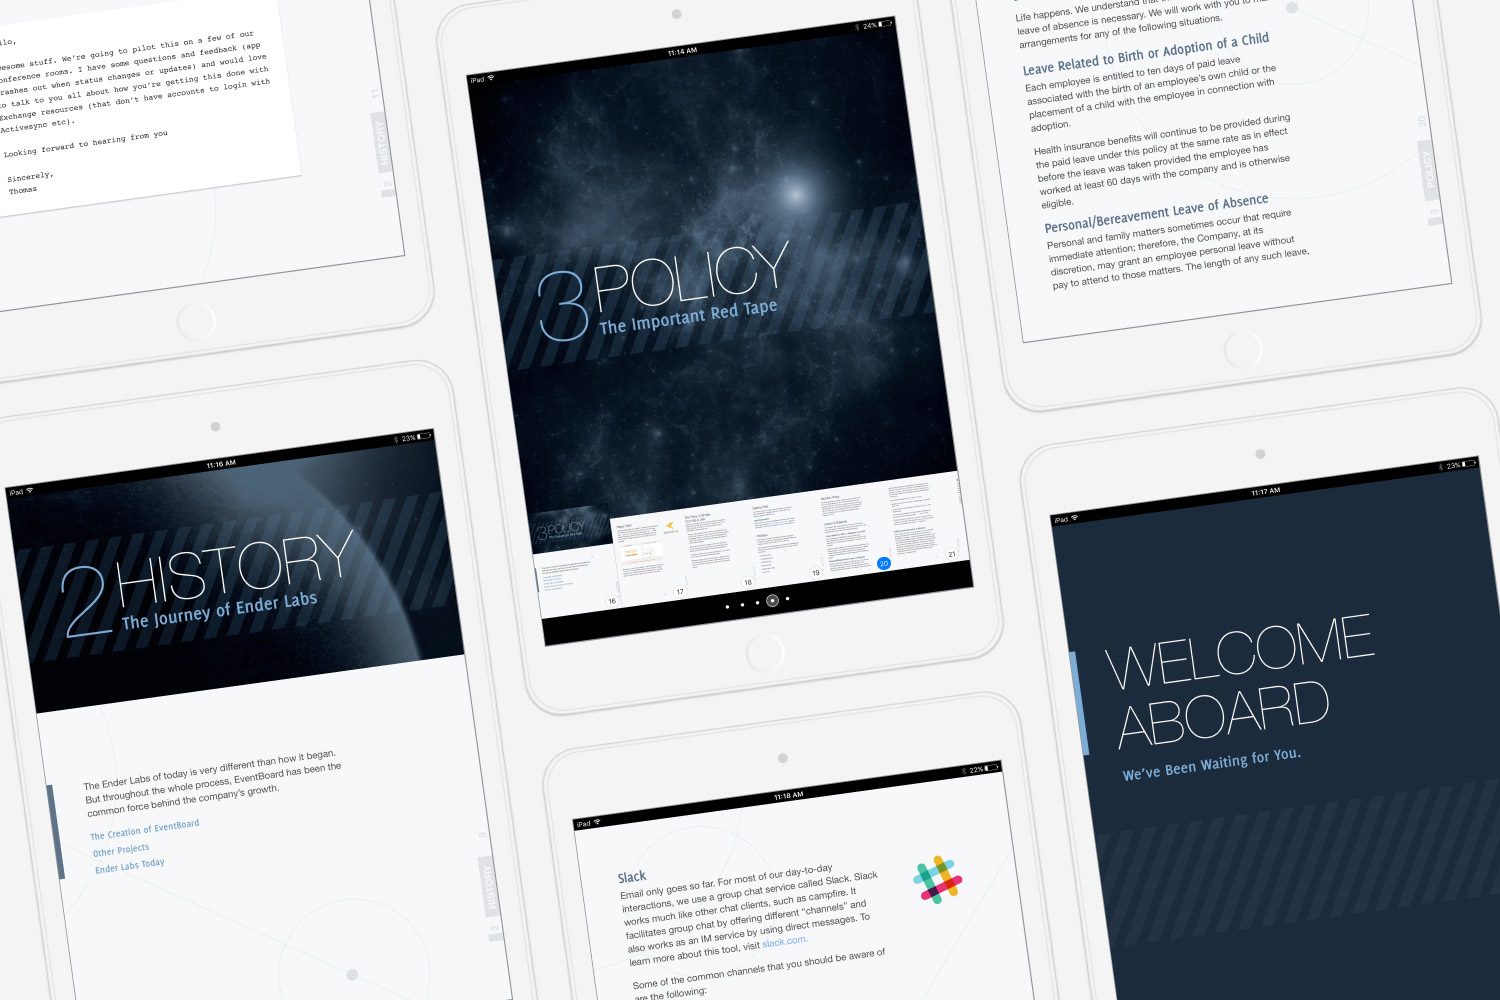 llo,
esome stuff. We're going to pilot this on a few of our
onference rooms. I have some questions and feedback (app
rashes out when status changes or updates) and would love
to talk to you all about how you're getting this done with
Exchange resources (that don't have accounts to login with
Activesync etc).
Looking forward to hearing from you
Sincerely,
Thomas
11
HISTORY
2
iPad
11:14 AM
24%
3 POLICY
The Important Red Tape
3 POLICY
16
17
18
19
20
21
Life happens. We understand that
leave of absence is necessary. We will work with you to
arrangements for any of the following situations.
Leave Related to Birth or Adoption of a Child
Each employee is entitled to ten days of paid leave
associated with the birth of an employee's own child or the
placement of a child with the employee in connection with
adoption.
Health insurance benefits will continue to be provided during
the paid leave under this policy at the same rate as in effect
before the leave was taken provided the employee has
worked at least 60 days with the company and is otherwise
eligible.
Personal/Bereavement Leave of Absence
Personal and family matters sometimes occur that require
immediate attention; therefore, the Company, at its
discretion, may grant an employee personal leave without
pay to attend to those matters. The length of any such leave,
20
POLICY
3
iPad
11:16 AM
23%
2 HISTORY
The Journey of Ender Labs
The Ender Labs of today is very different than how it began.
But throughout the whole process, EventBoard has been the
common force behind the company's growth.
The Creation of EventBoard
Other Projects
Ender Labs Today
8
HISTORY
2
iPad
11:18 AM
22%
Slack
Email only goes so far. For most of our day-to-day
interactions, we use a group chat service called Slack. Slack
works much like other chat clients, such as campfire. It
facilitates group chat by offering different "channels" and
also works as an IM service by using direct messages. To
learn more about this tool, visit slack.com.
Some of the common channels that you should be aware of
are the following:
iPad
11:17 AM
23%
WELCOME
ABOARD
We've Been Waiting for You.